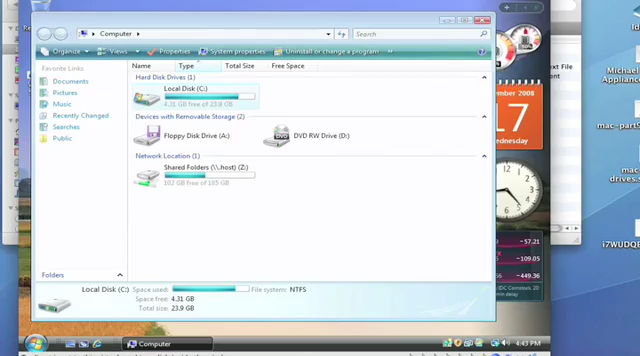 Computer
Search
Organize
Views
Properties
System properties
Uninstall or change a program
»
?
Favorite Links
Documents
Pictures
Music
Recently Changed
Searches
Public
Folders
Name
Type
Total Size
Free Space
Hard Disk Drives (1)
Local Disk (C:)
4.31 GB free of 23.9 GB
Devices with Removable Storage (2)
Floppy Disk Drive (A:)
DVD RW Drive (D:)
Network Location (1)
Shared Folders (\\.host) (Z:)
102 GB free of 185 GB
Local Disk (C:)
Space used:
File system: NTFS
Space free: 4.31 GB
Total size: 23.9 GB
Computer
4:43 PM
2008
17
-57.21
-109.05
-449.36
ext File
Michael
Appliance
mac-part
mac-
drives.
i7WUDQE